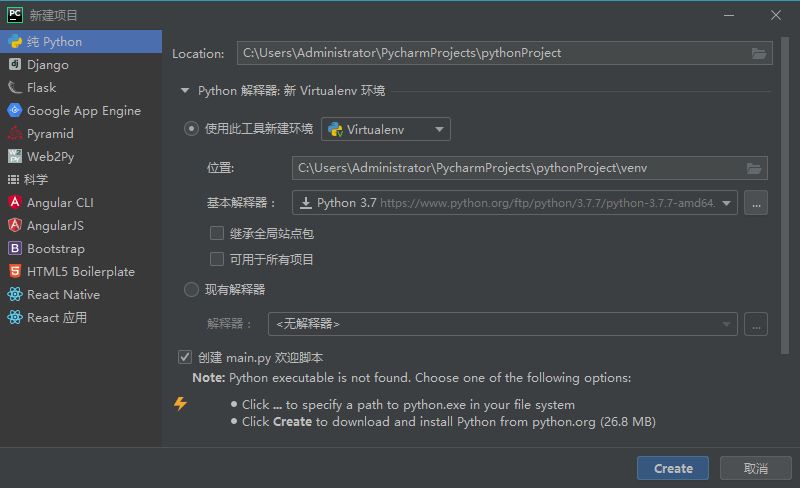 PC 新建项目
纯 Python
Django
Flask
Google App Engine
Pyramid
Web2Py
科学
Angular CLI
AngularJS
Bootstrap
HTML5 Boilerplate
React Native
React 应用
Location: C:\Users\Administrator\PycharmProjects\pythonProject
Python 解释器: 新 Virtualenv 环境
使用此工具新建环境 Virtualenv
位置: C:\Users\Administrator\PycharmProjects\pythonProject\venv
基本解释器： Python 3.7 https://www.python.org/ftp/python/3.7.7/python-3.7.7-amd64. ...
继承全局站点包
可用于所有项目
现有解释器
解释器： <无解释器> ...
创建 main.py 欢迎脚本
Note: Python executable is not found. Choose one of the following options:
• Click ... to specify a path to python.exe in your file system
• Click Create to download and install Python from python.org (26.8 MB)
Create 取消